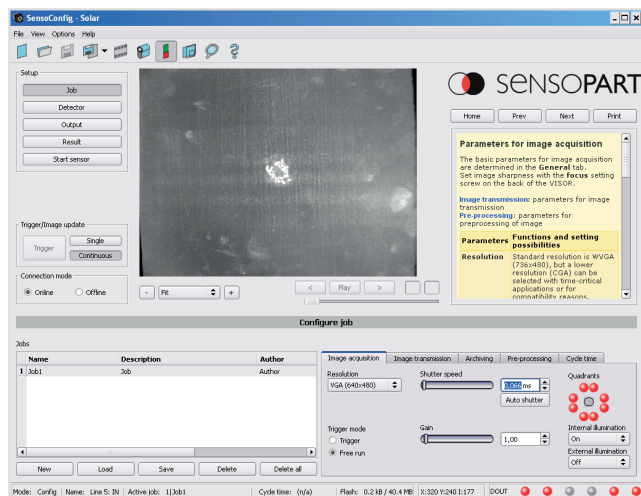 SensoConfig - Solar
File View Options Help
Setup
Job
Detector
Output
Result
Start sensor
Trigger/Image update
Trigger
Single
Continuous
Connection mode
Online Offline
- Fit +
< Play >
SENSOPART
Home Prev Next Print
Parameters for image acquisition
The basic parameters for image acquisition
are determined in the General tab.
Set image sharpness with the focus setting
screw on the back of the VISOR.
Image transmission: parameters for image
transmission
Pre-processing: parameters for
preprocessing of image
Parameters Functions and setting
possibilities
Resolution Standard resolution is WVGA
(736x480), but a lower
resolution (CGA) can be
selected with time-critical
applications or for
compatibility reasons.
Configure job
Jobs
Name Description Author
1 Job1 Job Author
New Load Save Delete Delete all
Image acquisition Image transmission Archiving Pre-processing Cycle time
Resolution
VGA (640x480)
Shutter speed
0,066 ms
Auto shutter
Quadrants
Trigger mode
Trigger
Free run
Gain
1,00
Internal illumination
On
External illumination
Off
Mode: Config Name: Line 5: IN Active job: 1|Job1 Cycle time: (n/a) Flash: 0.2 kB / 40.4 MB X:320 Y:240 I:177 DOUT